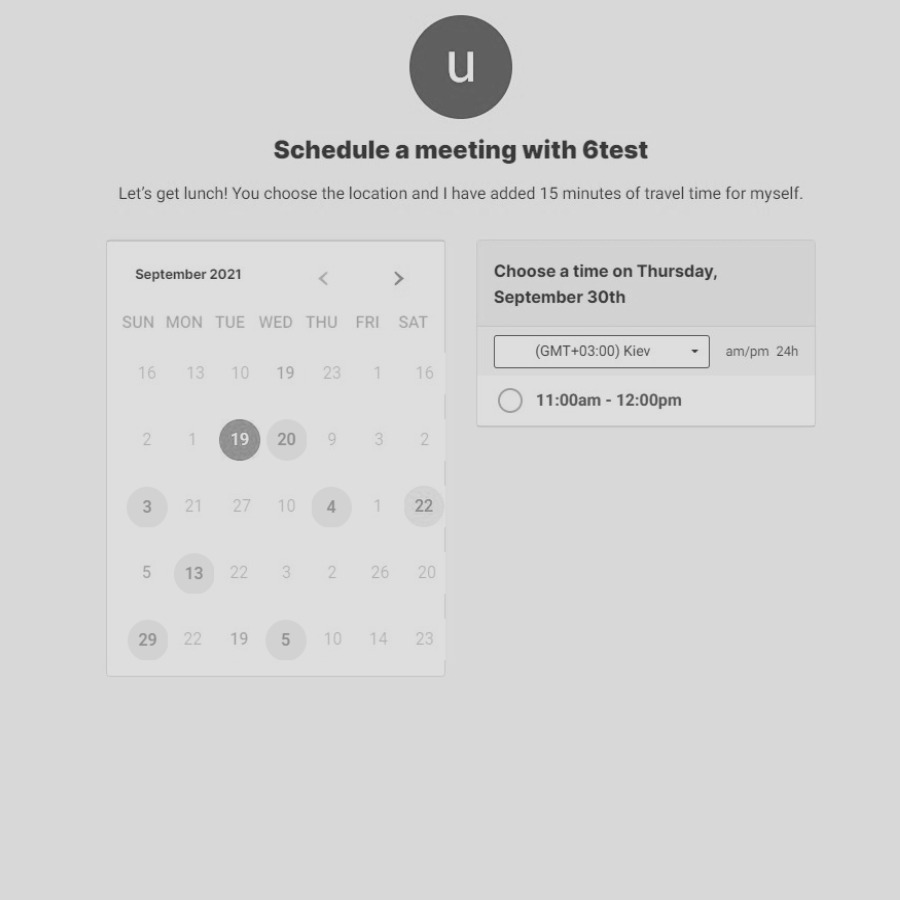 u
Schedule a meeting with 6test
Let's get lunch! You choose the location and I have added 15 minutes of travel time for myself.
September 2021
SUN MON TUE WED THU FRI SAT
16 13 10 19 23 1 16
2 1 19 20 9 3 2
3 21 27 10 4 1 22
5 13 22 3 2 26 20
29 22 19 5 10 14 23
Choose a time on Thursday,
September 30th
(GMT+03:00) Kiev am/pm 24h
11:00am - 12:00pm